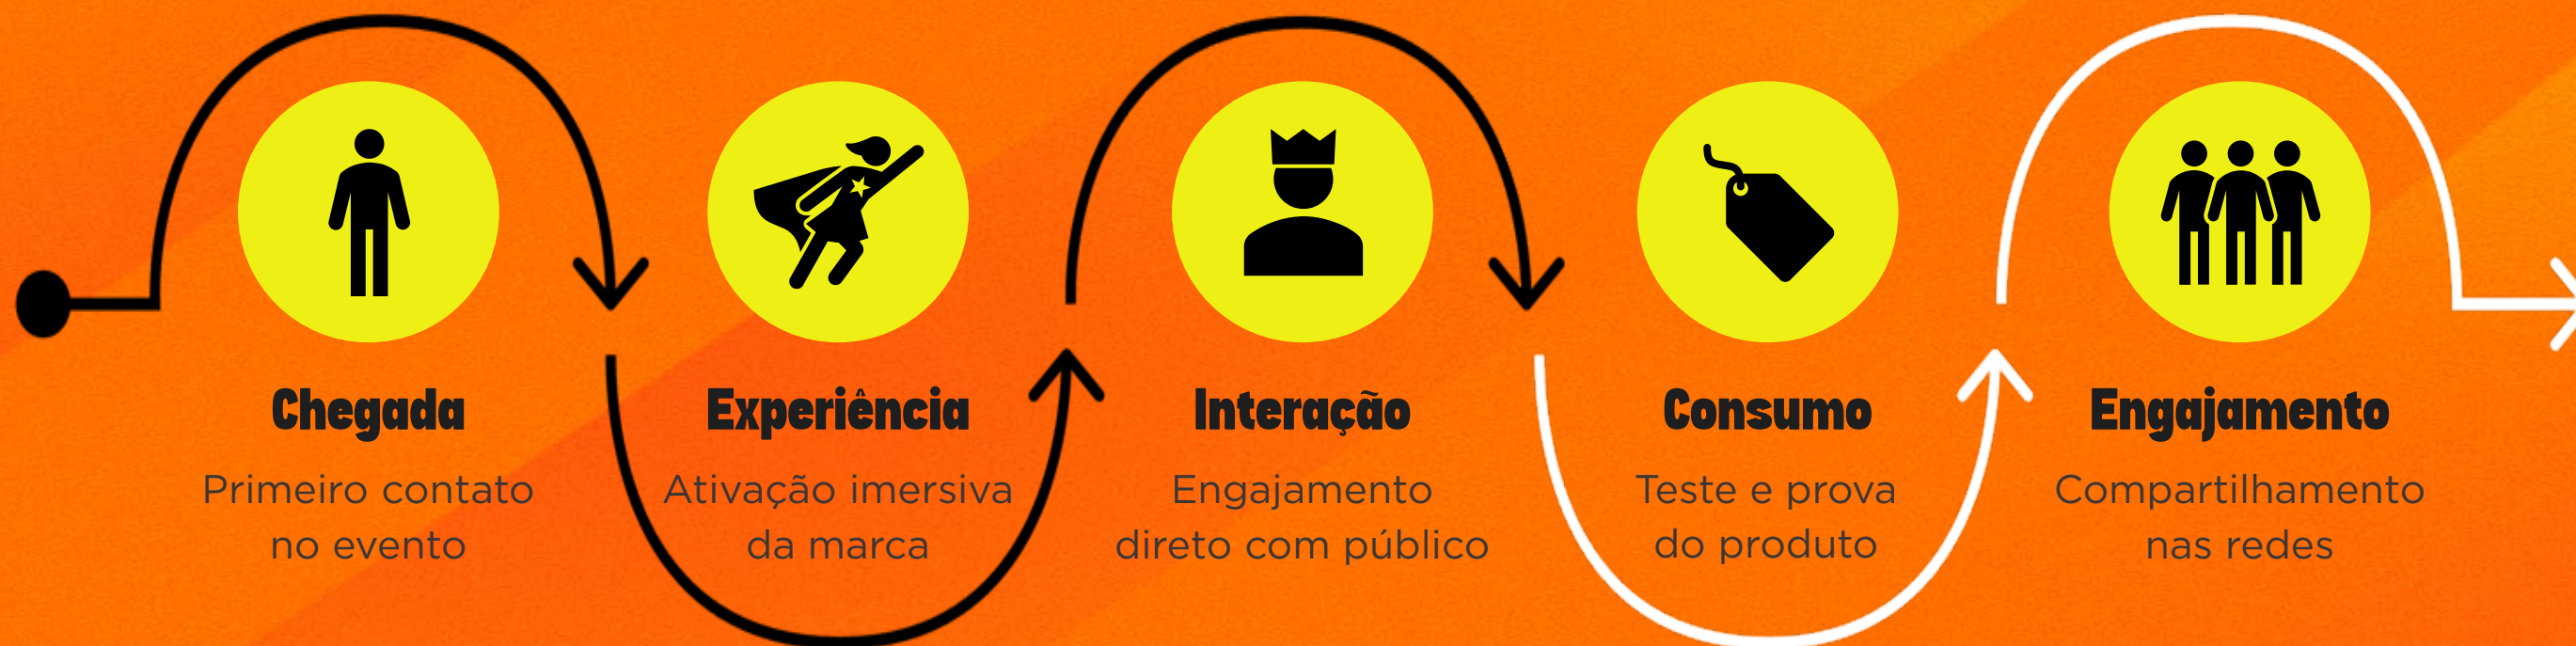 Chegada
Primeiro contato
no evento
Experiência
Ativação imersiva
da marca
Interação
Engajamento
direto com público
Consumo
Teste e prova
do produto
Engajamento
Compartilhamento
nas redes